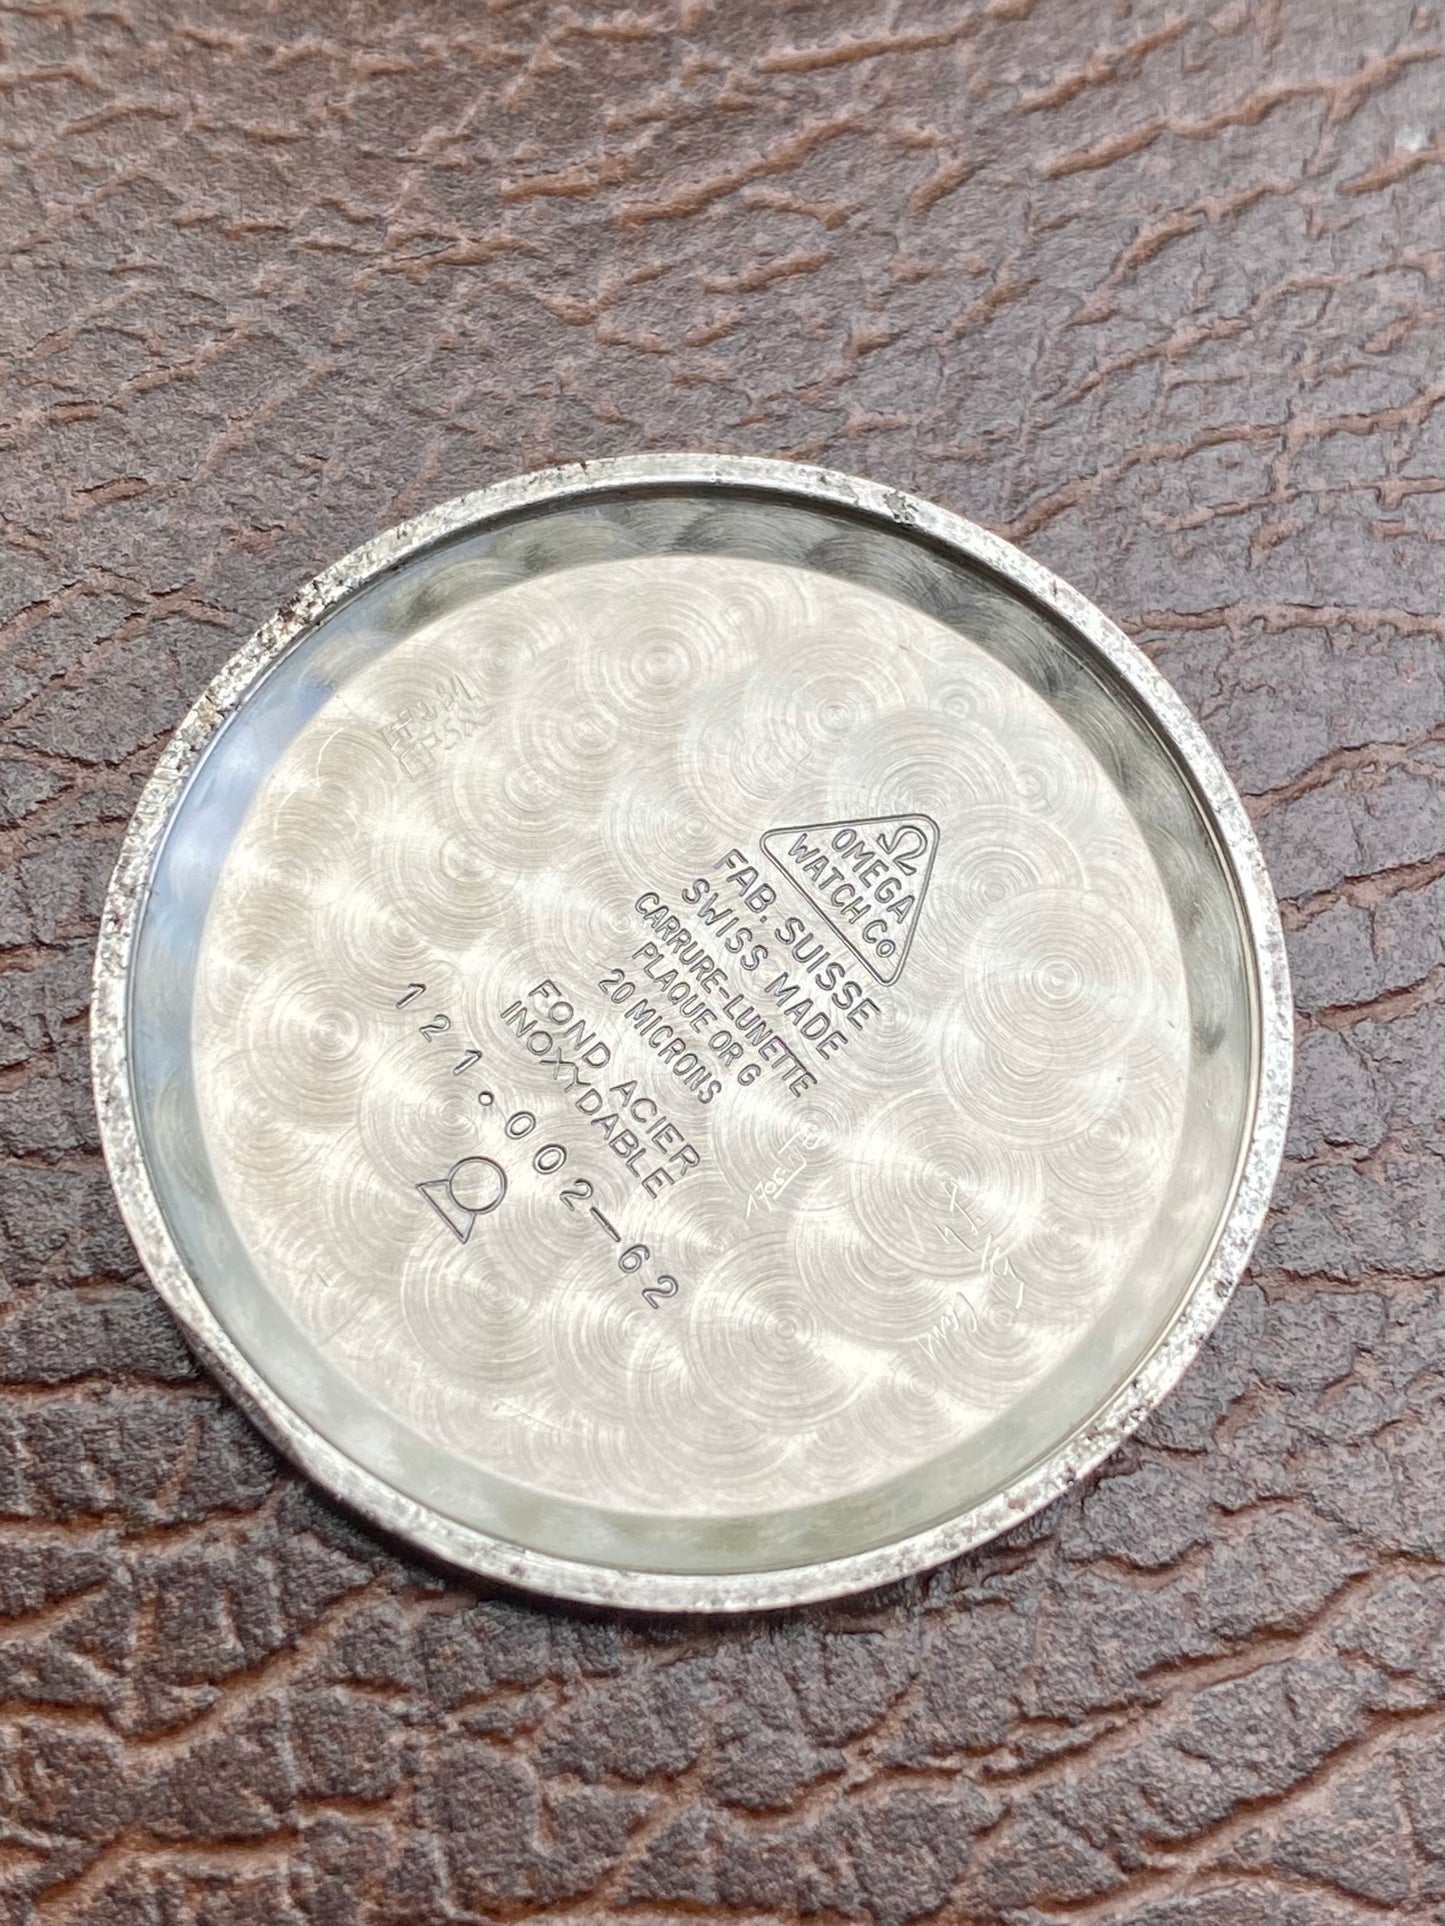 Ω
OMEGA
WATCH Co
FAB. SUISSE
SWISS MADE
CARRURE-LUNETTE
PLAQUE OR G
20 MICRONS
FOND ACIER
INOXYDABLE
121.002-62